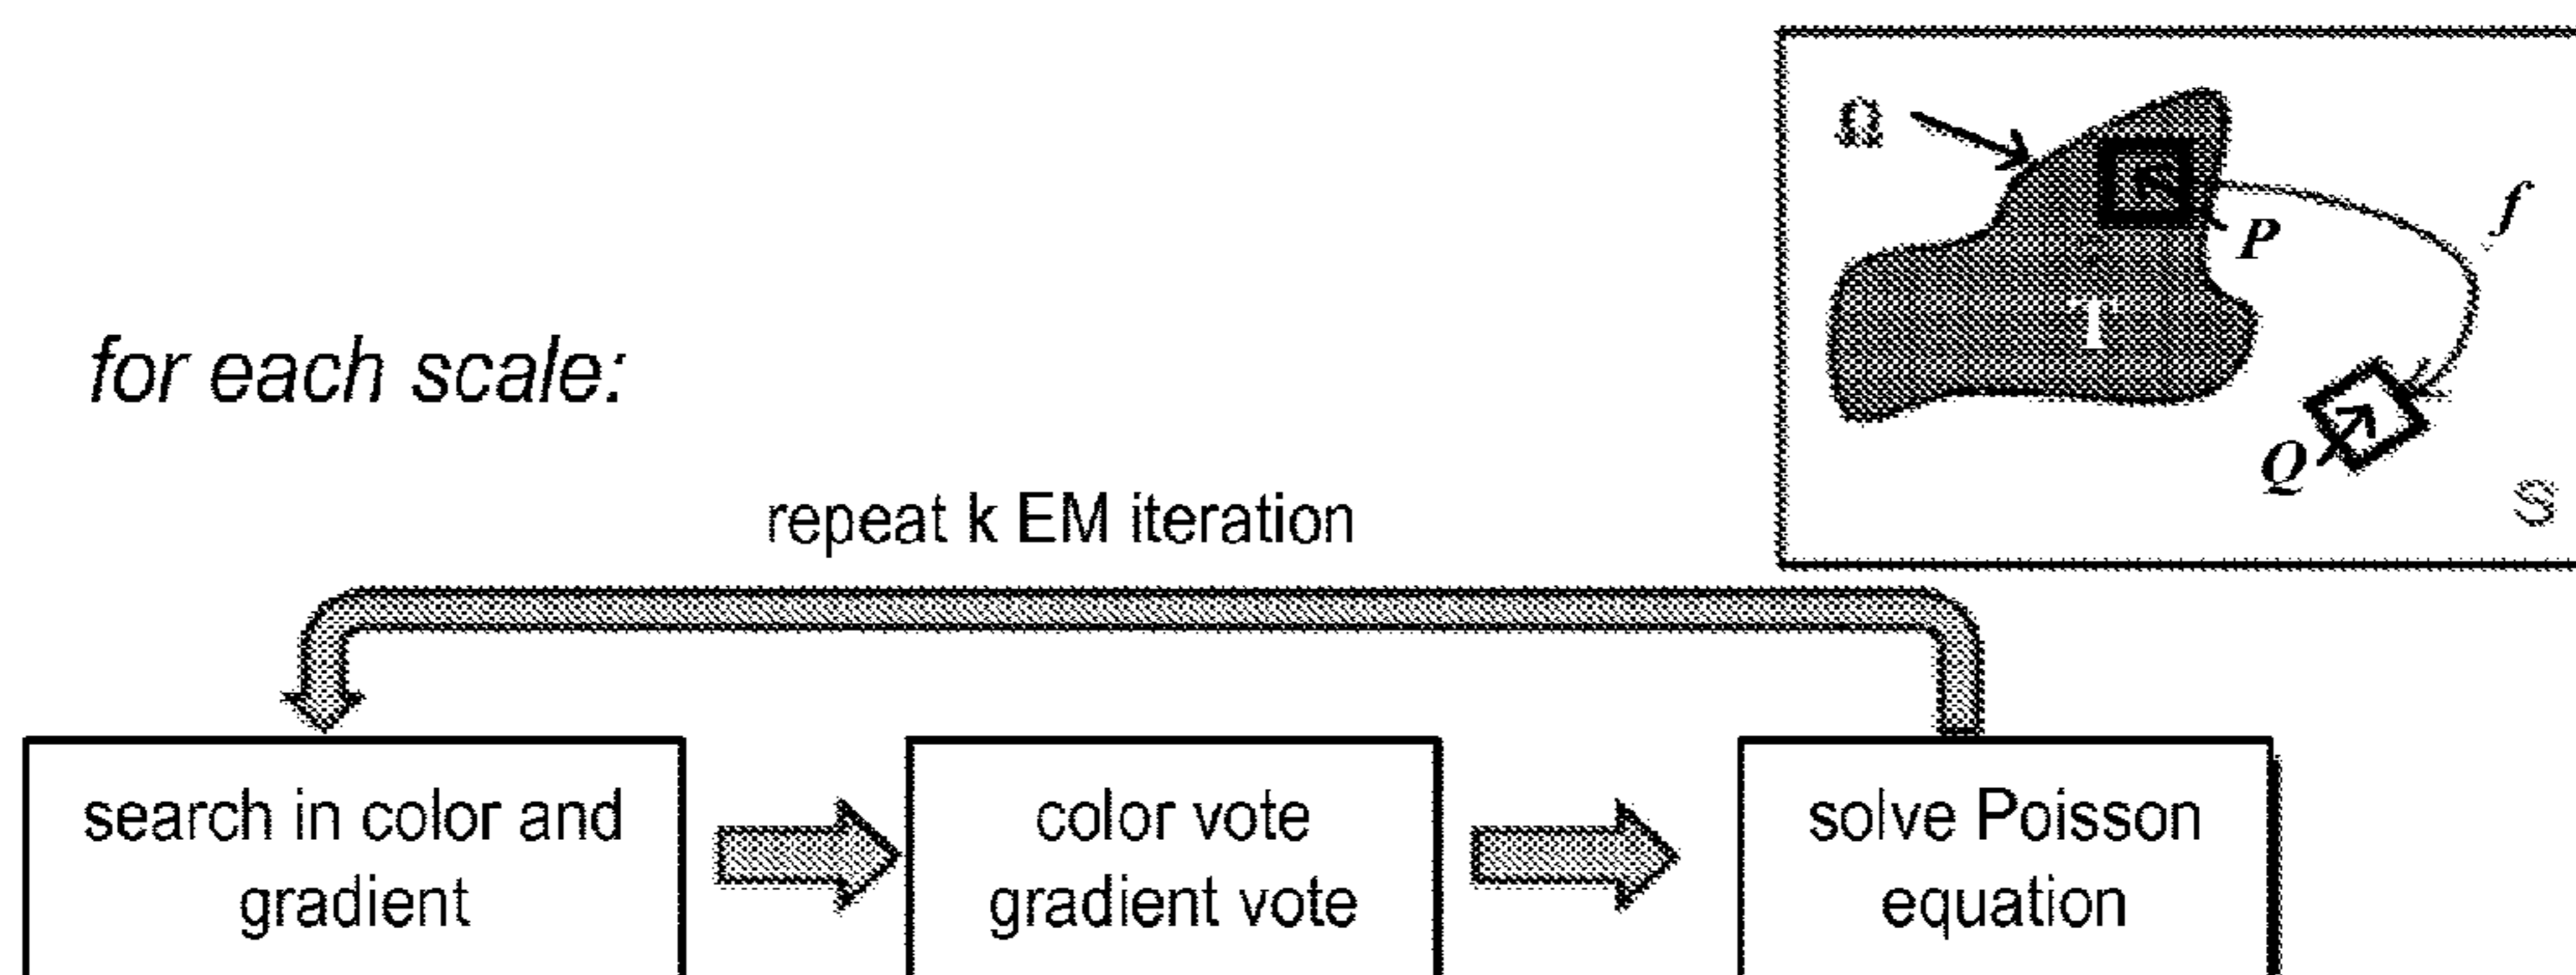 Ω
f
P
T
for each scale:
Q
S
repeat k EM iteration
search in color and
gradient
color vote
gradient vote
solve Poisson
equation